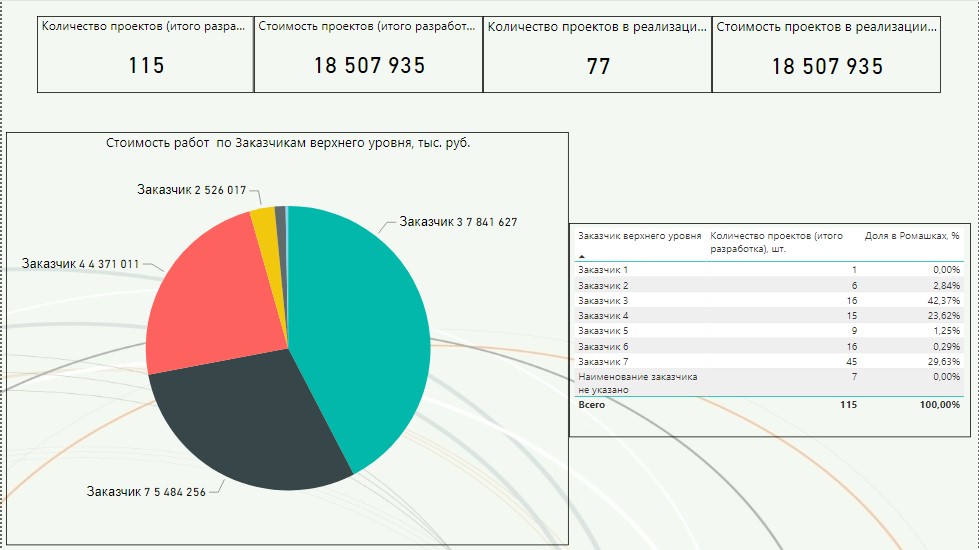 Количество проектов (итого разра...
Стоимость проектов (итого разработ...
Количество проектов в реализаци...
Стоимость проектов в реализации...
115
18 507 935
77
18 507 935
Стоимость работ по Заказчикам верхнего уровня, тыс. руб.
Заказчик 2 526 017
Заказчик 3 7 841 627
Заказчик 4 4 371 011
Заказчик 7 5 484 256
Заказчик верхнего уровня Количество проектов (итого Доля в Ромашках, %
разработка), шт.
Заказчик 1 1 0,00%
Заказчик 2 6 2,84%
Заказчик 3 16 42,37%
Заказчик 4 15 23,62%
Заказчик 5 9 1,25%
Заказчик 6 16 0,29%
Заказчик 7 45 29,63%
Наименование заказчика 7 0,00%
не указано
Всего 115 100,00%